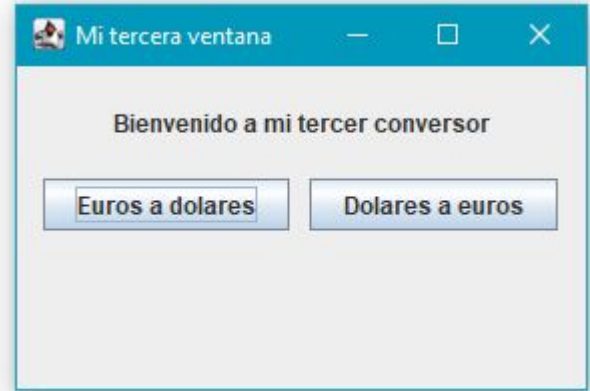 Mi tercera ventana
Bienvenido a mi tercer conversor
Euros a dolares
Dolares a euros